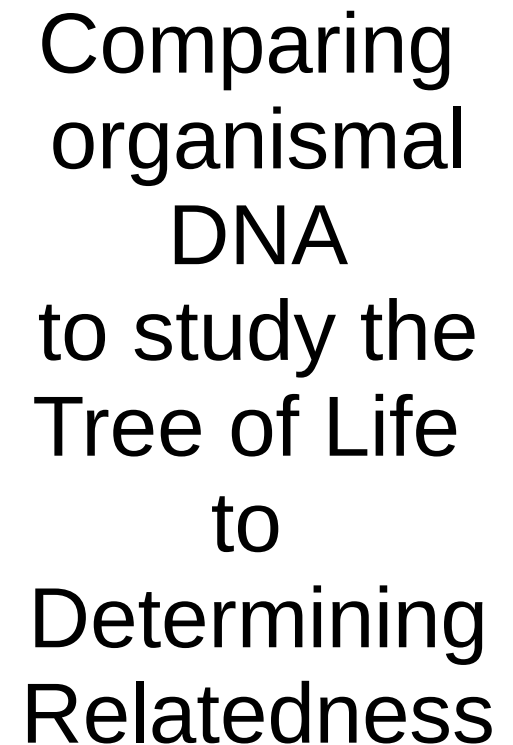 Comparing
organismal
DNA
to study the
Tree of Life
to
Determining
Relatedness